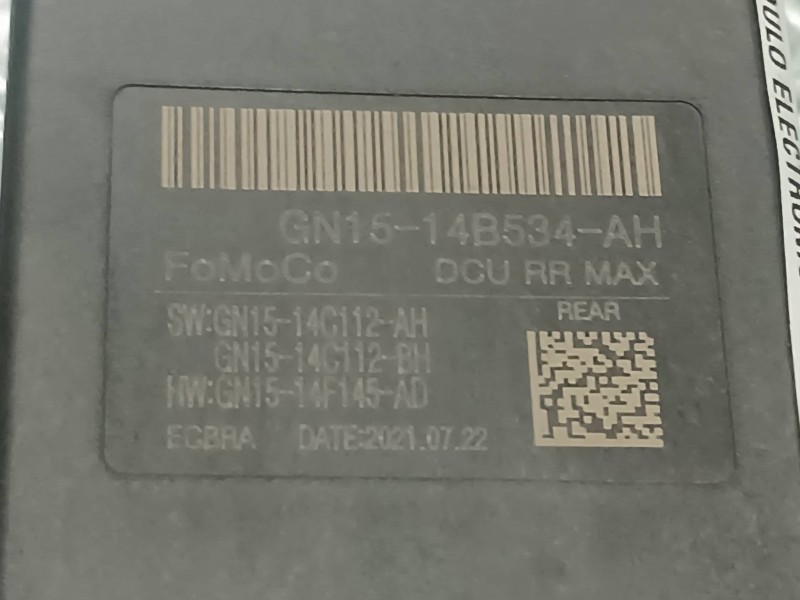 GN15-14B534-AH
FoMoCo DCU RR MAX
REAR
SW:GN15-14C112-AH
GN15-14C112-BH
HW:GN15-14F145-AD
ECBRA DATE:2021.07.22